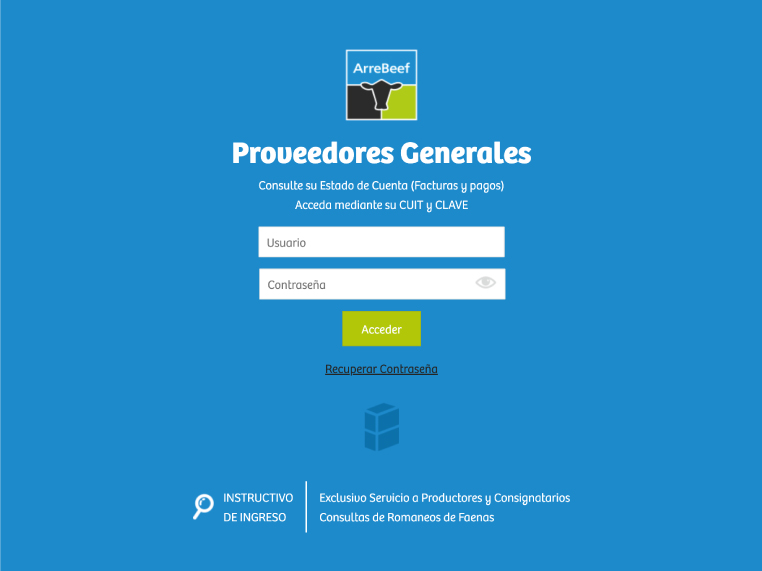 ArreBeef
Proveedores Generales
Consulte su Estado de Cuenta (Facturas y pagos)
Acceda mediante su CUIT y CLAVE
Usuario
Contraseña
Acceder
Recuperar Contraseña
INSTRUCTIVO
DE INGRESO
Exclusivo Servicio a Productores y Consignatarios
Consultas de Romaneos de Faenas